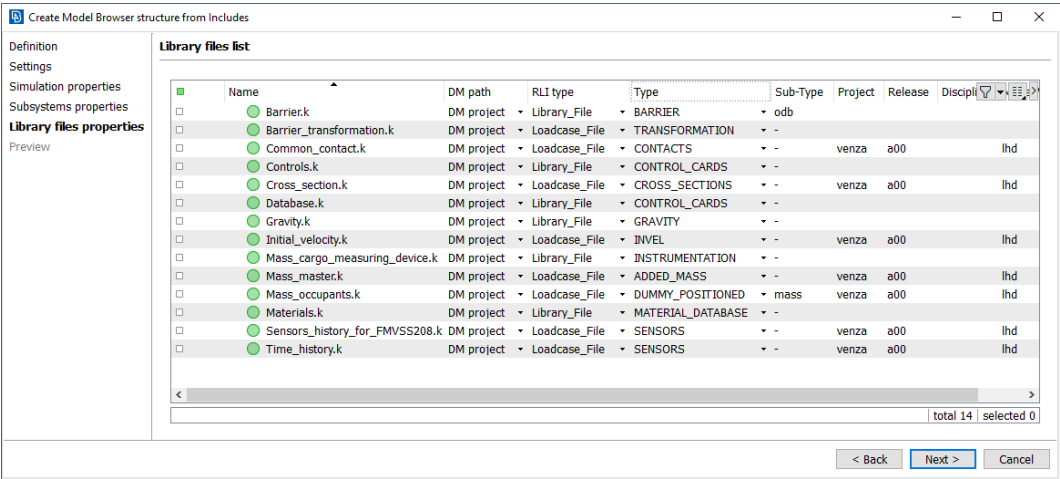 Create Model Browser structure from Includes
Definition
Settings
Simulation properties
Subsystems properties
Library files properties
Preview
Library files list
Name DM path RLI type Type Sub-Type Project Release
Barrier.k DM project Library_File BARRIER odb
Barrier_transformation.k DM project Loadcase_File TRANSFORMATION -
Common_contact.k DM project Loadcase_File CONTACTS - venza a00 lhd
Controls.k DM project Library_File CONTROL_CARDS -
Cross_section.k DM project Loadcase_File CROSS_SECTIONS - venza a00 lhd
Database.k DM project Library_File CONTROL_CARDS -
Gravity.k DM project Library_File GRAVITY -
Initial_velocity.k DM project Loadcase_File INVEL - venza a00 lhd
Mass_cargo_measuring_device.k DM project Library_File INSTRUMENTATION -
Mass_master.k DM project Loadcase_File ADDED_MASS - venza a00 lhd
Mass_occupants.k DM project Loadcase_File DUMMY_POSITIONED mass venza a00 lhd
Materials.k DM project Library_File MATERIAL_DATABASE -
Sensors_history_for_FMVSS208.k DM project Loadcase_File SENSORS - venza a00 lhd
Time_history.k DM project Loadcase_File SENSORS - venza a00 lhd
total 14 selected 0
< Back Next > Cancel